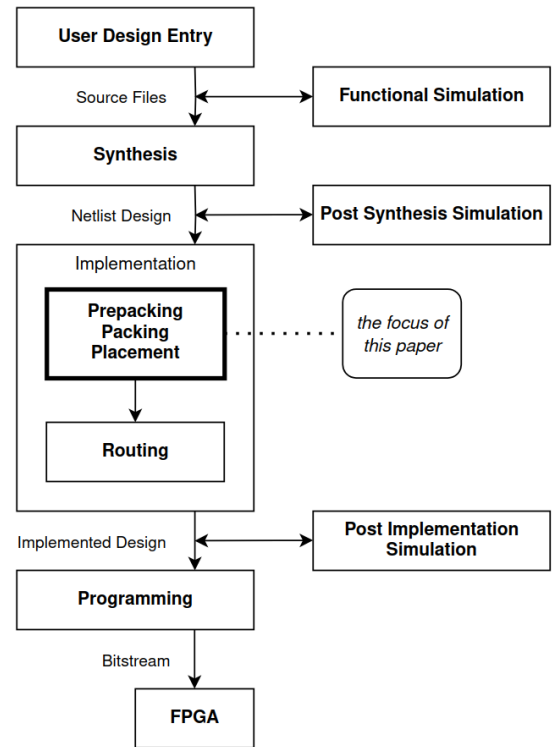 User Design Entry
Source Files
Functional Simulation
Synthesis
Netlist Design
Post Synthesis Simulation
Implementation
Prepacking
Packing
Placement
the focus of
this paper
Routing
Implemented Design
Post Implementation
Simulation
Programming
Bitstream
FPGA